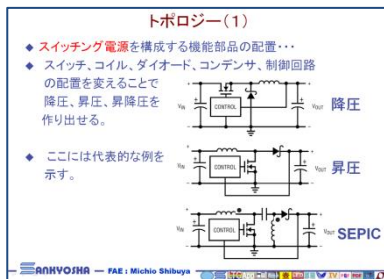 トポロジー(1)
◆ スイッチング電源を構成する機能部品の配置･･･
◆ スイッチ、コイル、ダイオード、コンデンサ、制御回路
の配置を変えることで
降圧、昇圧、昇降圧を
作り出せる。
VIN CONTROL VOUT 降圧
◆ ここには代表的な例を
示す。
VIN CONTROL VOUT 昇圧
VIN CONTROL VOUT SEPIC
SANKYOSHA — FAE : Michio Shibuya